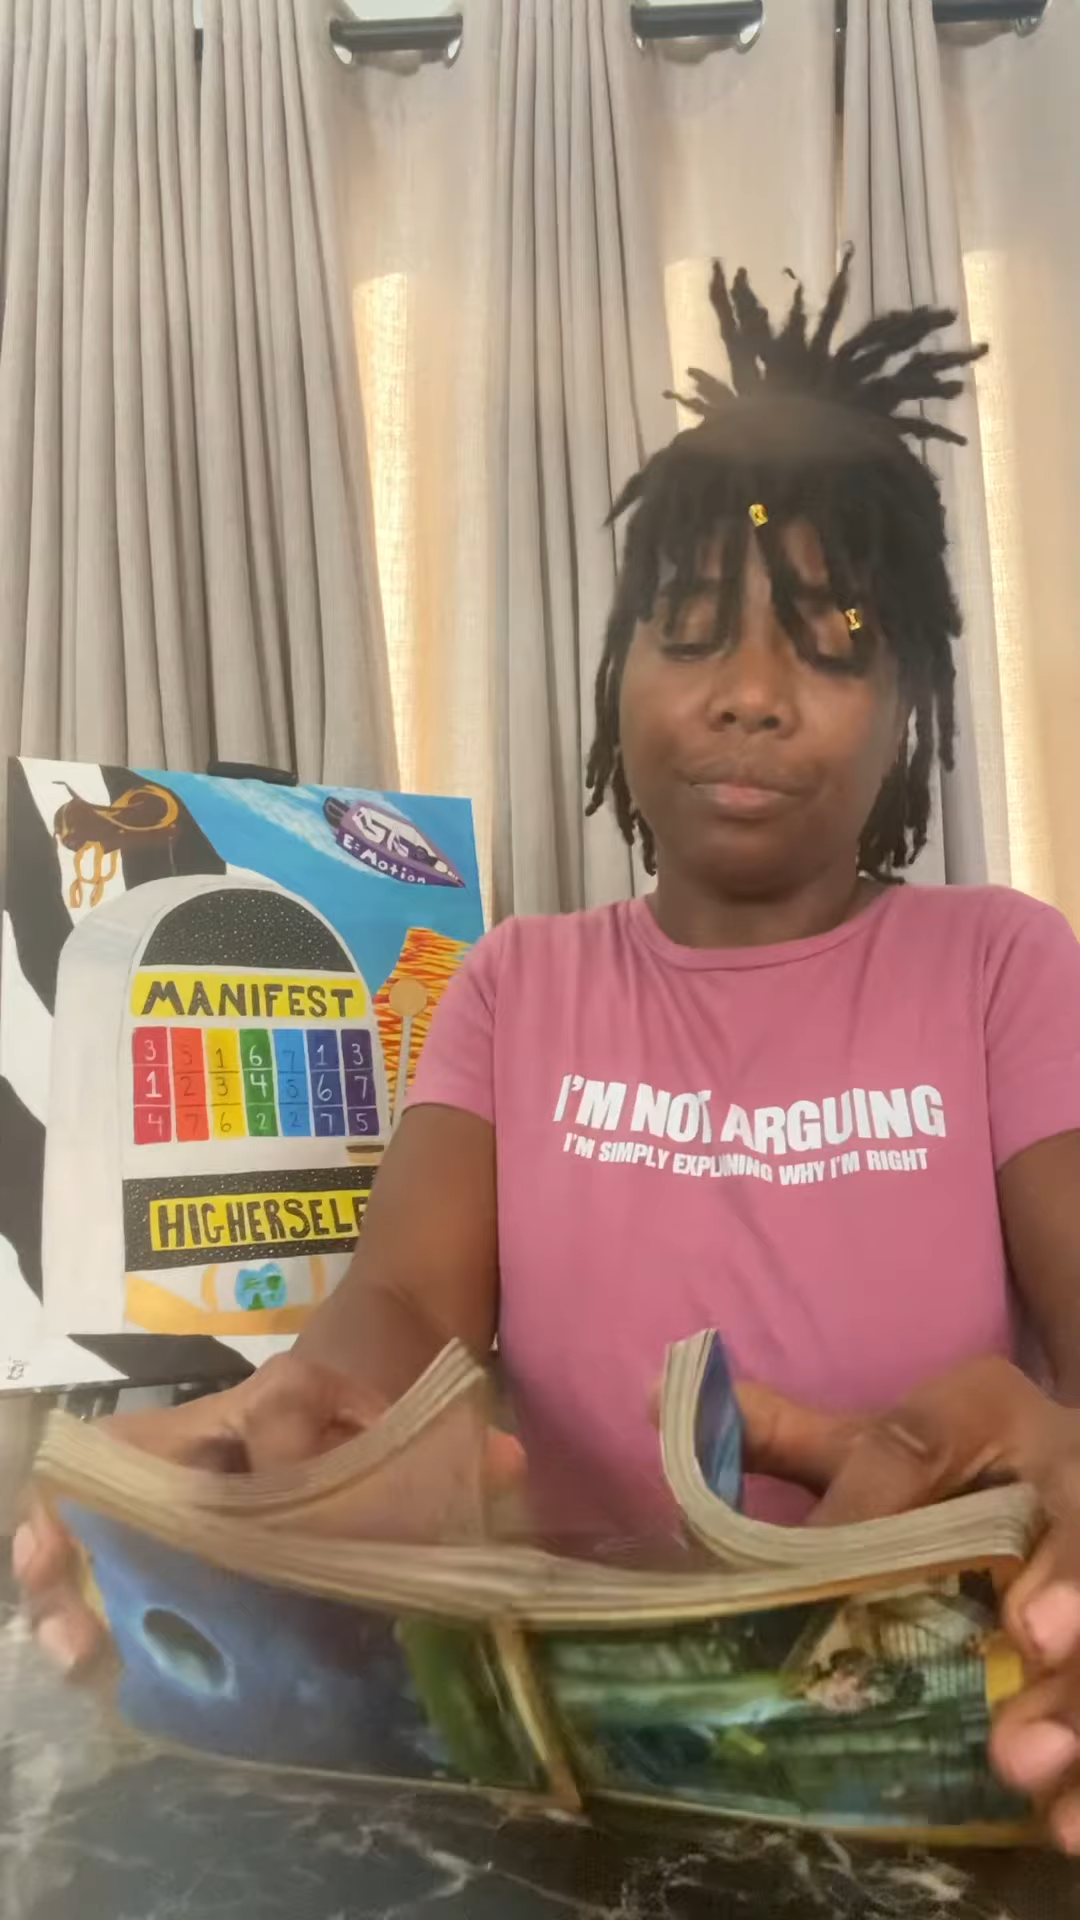 E=Motion
MANIFEST
3 5 1 6 7 1 3
1 2 3 4 5 6 7
4 7 6 2 2 7 5
HIGHERSELF
I'M NOT ARGUING
I'M SIMPLY EXPLAINING WHY I'M RIGHT